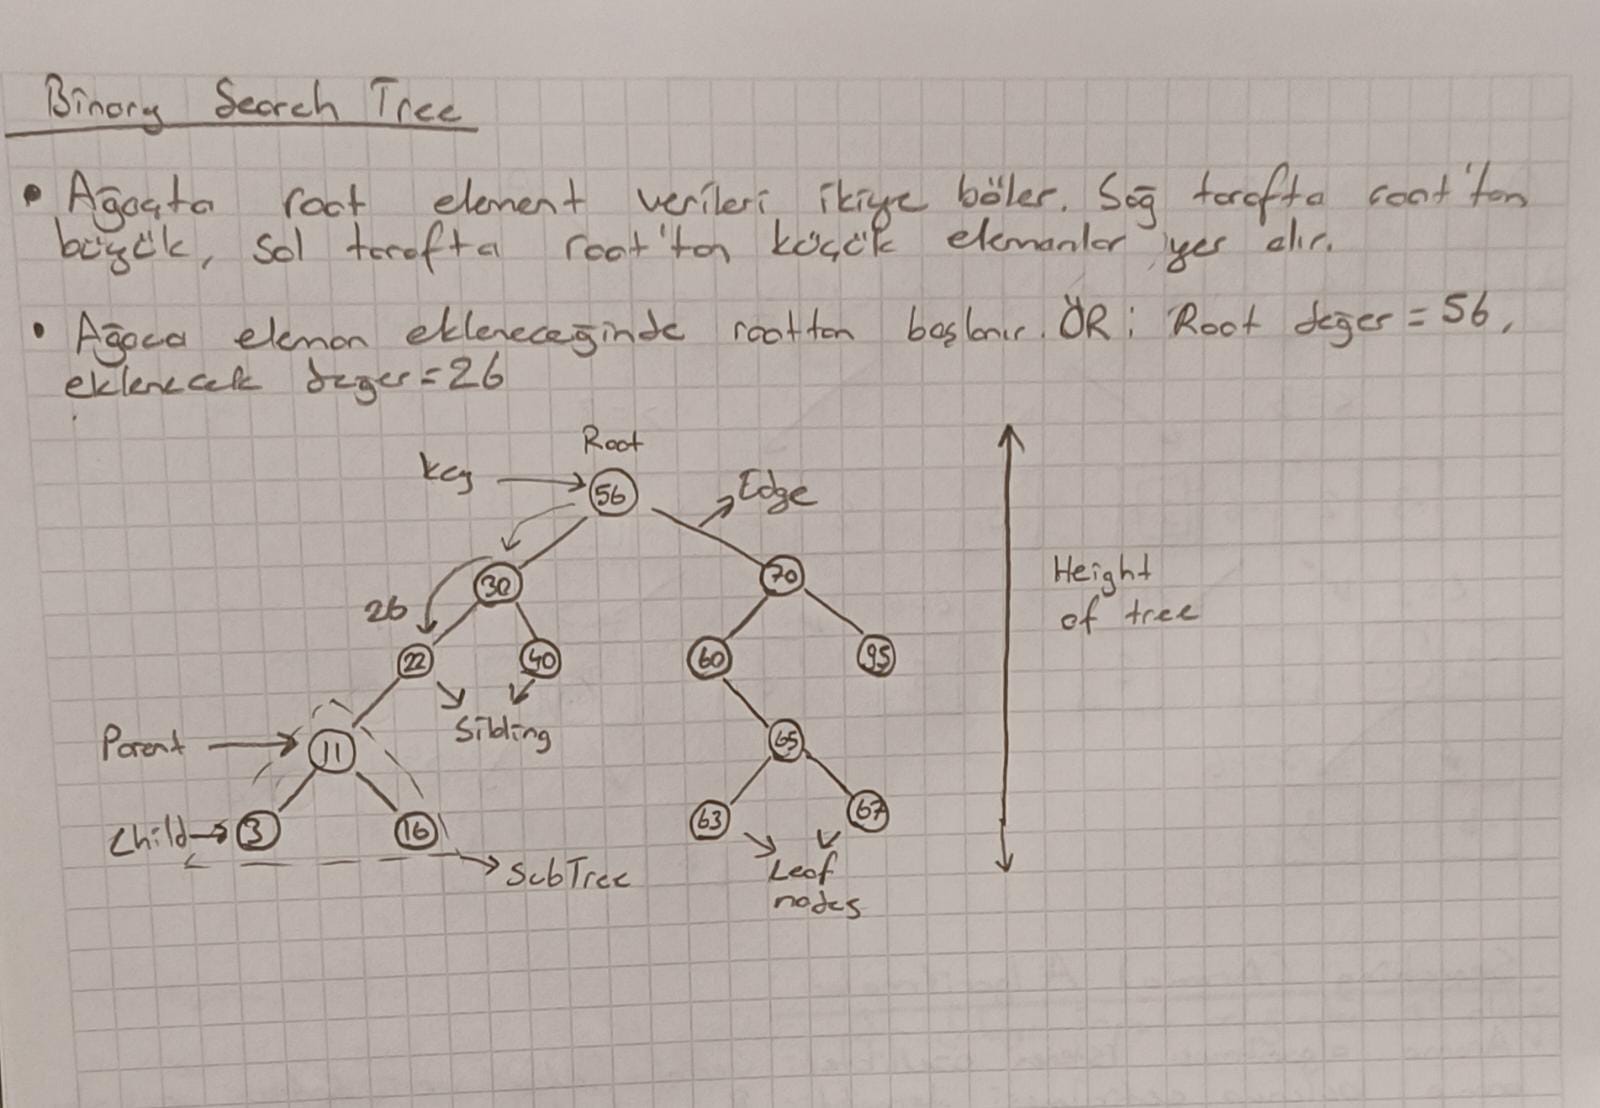 Binary Search Tree
• Ağaçta root element verileri ikiye böler. Sağ tarafta root'tan
büyük, sol tarafta root'tan küçük elemanlar yer alır.
• Ağaca eleman ekleneceğinde rootton başlanır. ÖR: Root değer = 56,
eklenecek değer = 26
Root
key
56
Edge
30
70
Height
of tree
26
22
40
60
95
Sibling
Parent
11
65
Child
3
16
63
67
SubTree
Leaf
nodes